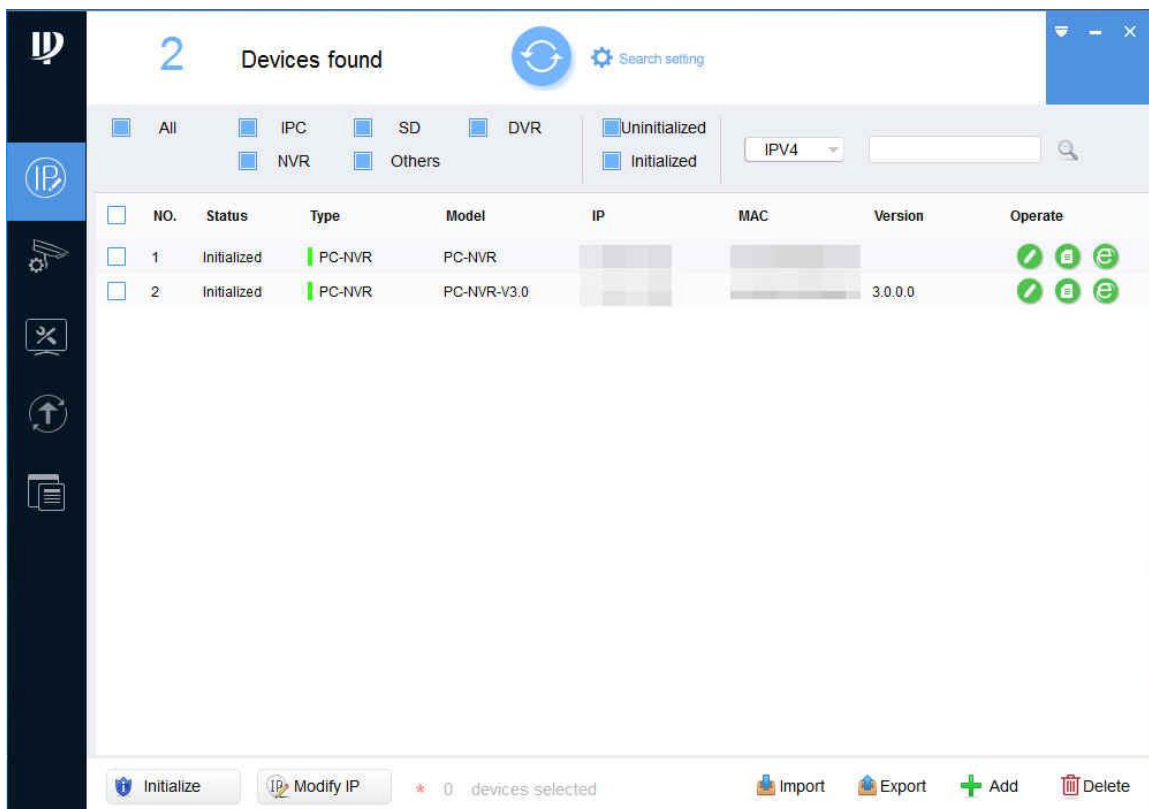 2 Devices found Search setting
All IPC SD DVR Uninitialized
NVR Others Initialized IPV4
NO. Status Type Model IP MAC Version Operate
1 Initialized PC-NVR PC-NVR
2 Initialized PC-NVR PC-NVR-V3.0 3.0.0.0
Initialize Modify IP * 0 devices selected Import Export Add Delete